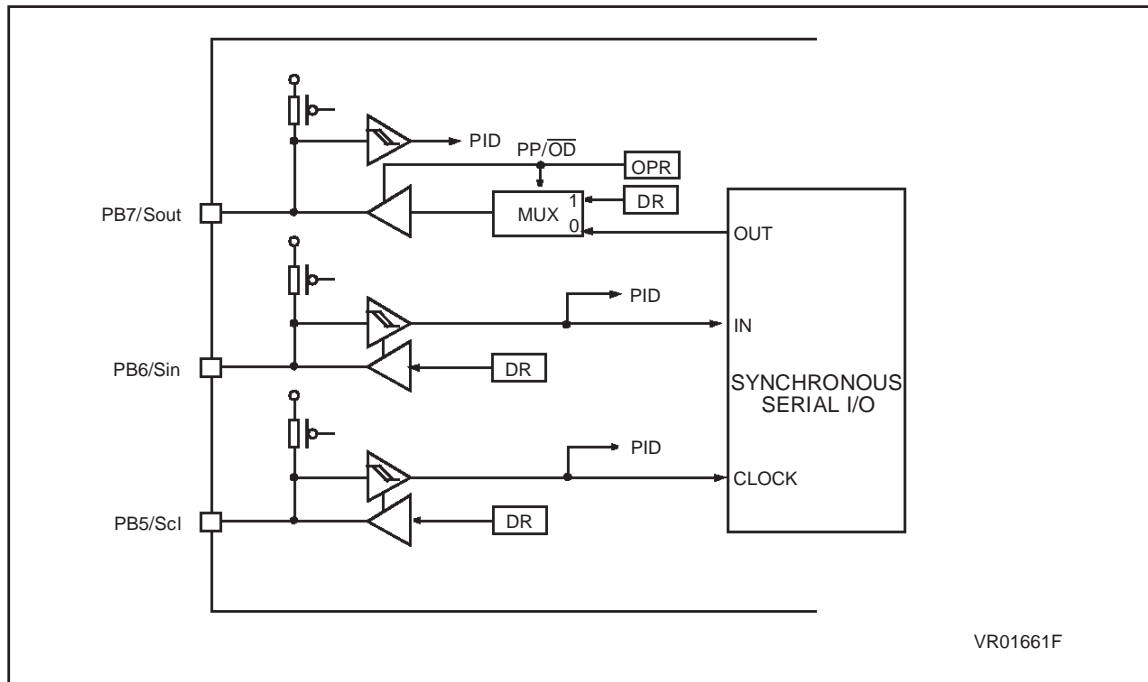 PID
PP/OD
OPR
DR
1
MUX
0
PB7/Sout
OUT
PID
IN
PB6/Sin
DR
SYNCHRONOUS
SERIAL I/O
PID
CLOCK
PB5/Scl
DR
VR01661F